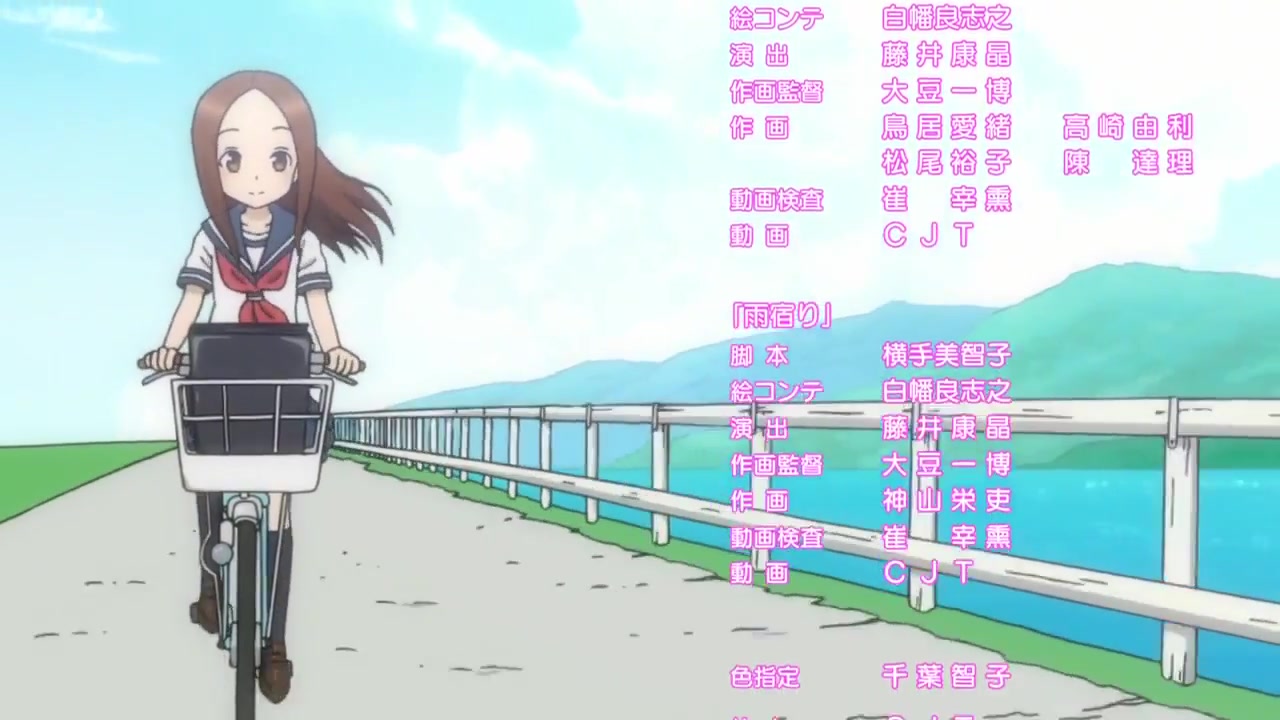 絵コンテ 白幡良志之
演出 藤井康晶
作画監督 大豆一博
作画 鳥居愛緒 高崎由利
松尾裕子 陳達理
動画検査 崔宰熏
動画 CJT
「雨宿り」
脚本 横手美智子
絵コンテ 白幡良志之
演出 藤井康晶
作画監督 大豆一博
作画 神山栄吏
動画検査 崔宰熏
動画 CJT
色指定 千葉智子